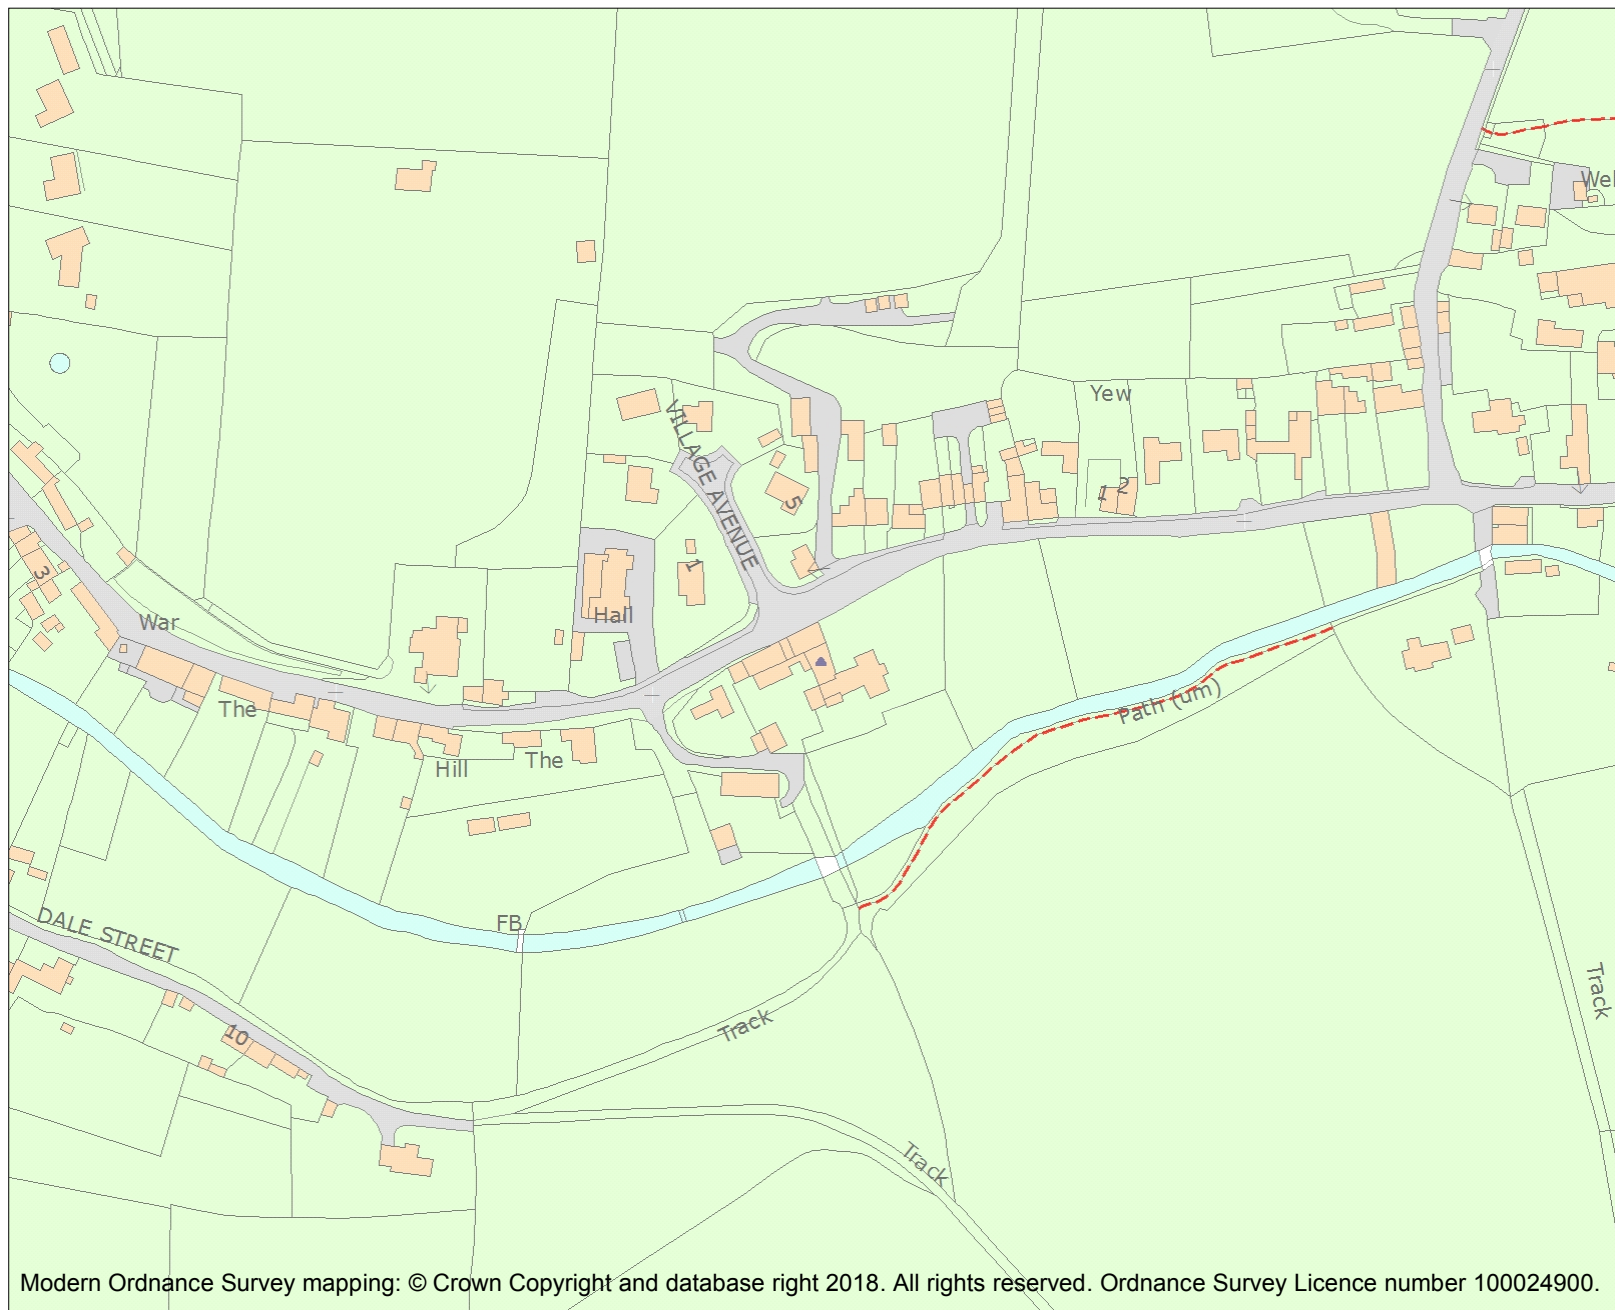 Wel
Yew
VILLAGE AVENUE
1
2
5
3
1
Hall
War
Path (um)
The
The
Hill
FB
DALE STREET
Track
Track
10
Track
Modern Ordnance Survey mapping: © Crown Copyright and database right 2018. All rights reserved. Ordnance Survey Licence number 100024900.